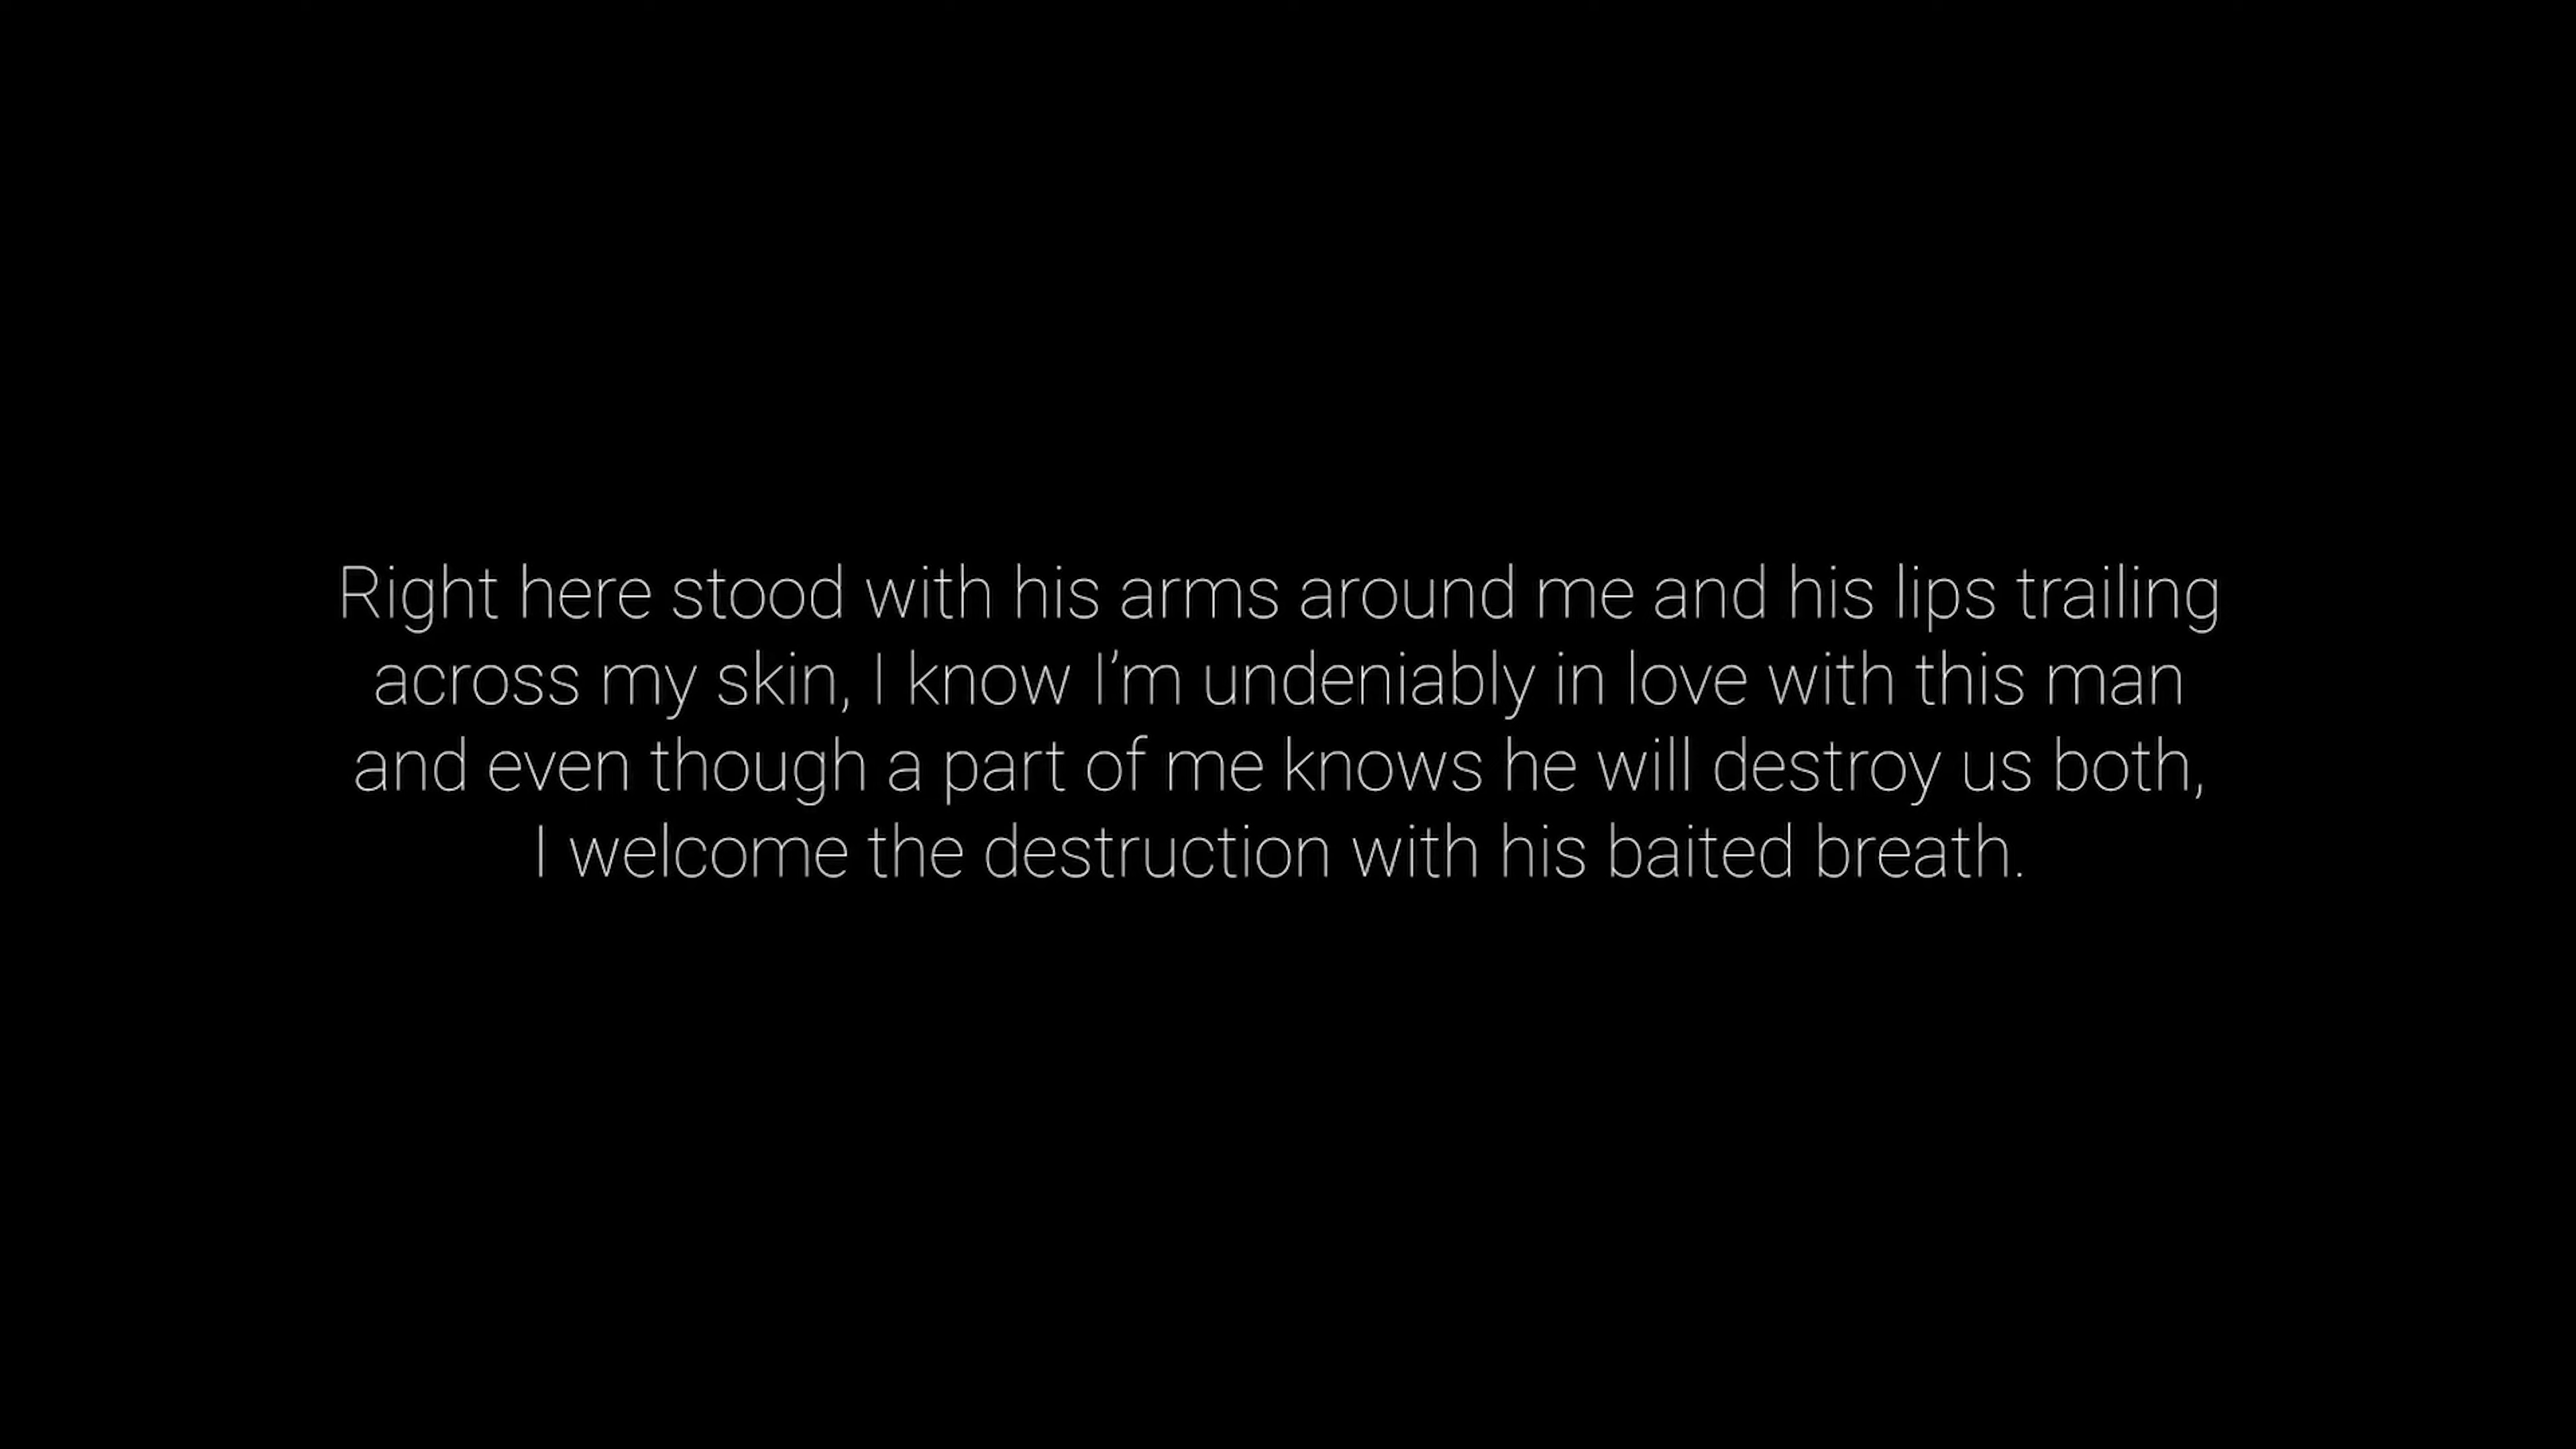 Right here stood with his arms around me and his lips trailing
across my skin, I know I’m undeniably in love with this man
and even though a part of me knows he will destroy us both,
I welcome the destruction with his baited breath.